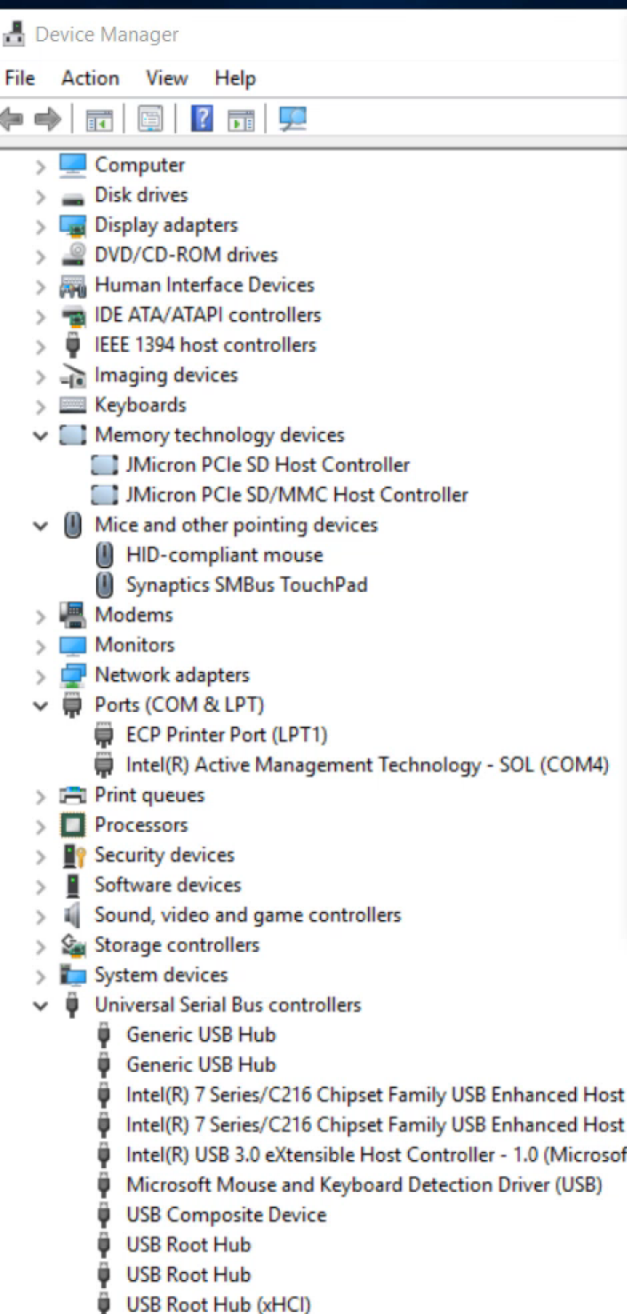 Device Manager
File Action View Help
Computer
Disk drives
Display adapters
DVD/CD-ROM drives
Human Interface Devices
IDE ATA/ATAPI controllers
IEEE 1394 host controllers
Imaging devices
Keyboards
Memory technology devices
JMicron PCIe SD Host Controller
JMicron PCIe SD/MMC Host Controller
Mice and other pointing devices
HID-compliant mouse
Synaptics SMBus TouchPad
Modems
Monitors
Network adapters
Ports (COM & LPT)
ECP Printer Port (LPT1)
Intel(R) Active Management Technology - SOL (COM4)
Print queues
Processors
Security devices
Software devices
Sound, video and game controllers
Storage controllers
System devices
Universal Serial Bus controllers
Generic USB Hub
Generic USB Hub
Intel(R) 7 Series/C216 Chipset Family USB Enhanced Host
Intel(R) 7 Series/C216 Chipset Family USB Enhanced Host
Intel(R) USB 3.0 eXtensible Host Controller - 1.0 (Microsof
Microsoft Mouse and Keyboard Detection Driver (USB)
USB Composite Device
USB Root Hub
USB Root Hub
USB Root Hub (xHCI)